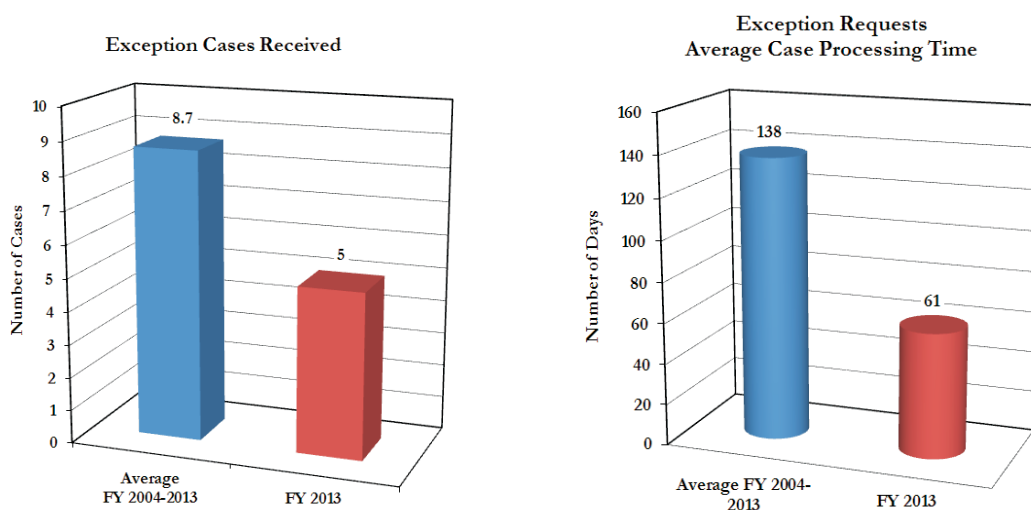 Exception Cases Received
10
9
8
7
6
5
4
3
2
1
0
Number of Cases
8.7
5
Average
FY 2004-2013
FY 2013
Exception Requests
Average Case Processing Time
160
140
120
100
80
60
40
20
0
Number of Days
138
61
Average FY 2004-
2013
FY 2013